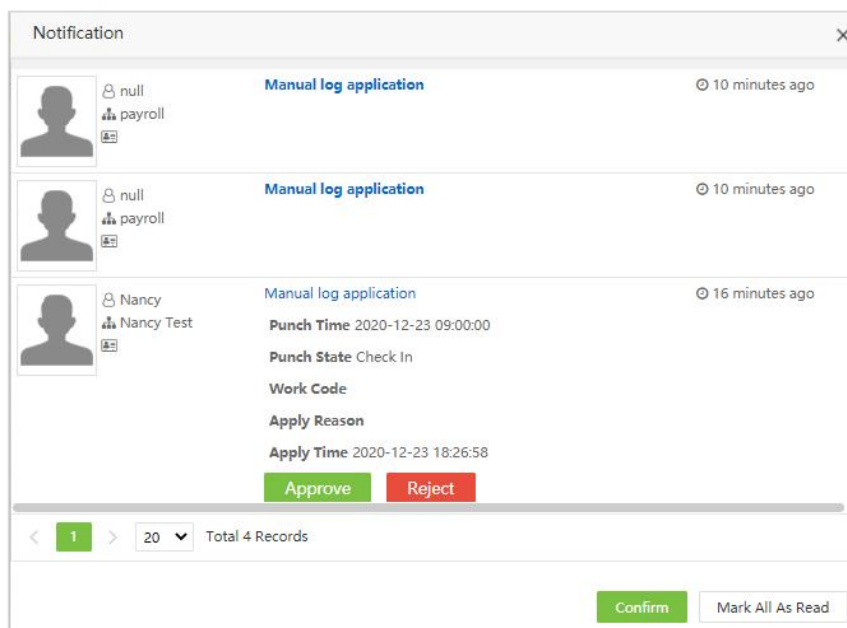 Notification
null
payroll
Manual log application
10 minutes ago
null
payroll
Manual log application
10 minutes ago
Nancy
Nancy Test
Manual log application
16 minutes ago
Punch Time 2020-12-23 09:00:00
Punch State Check In
Work Code
Apply Reason
Apply Time 2020-12-23 18:26:58
Approve Reject
< 1 > 20 Total 4 Records
Confirm Mark All As Read